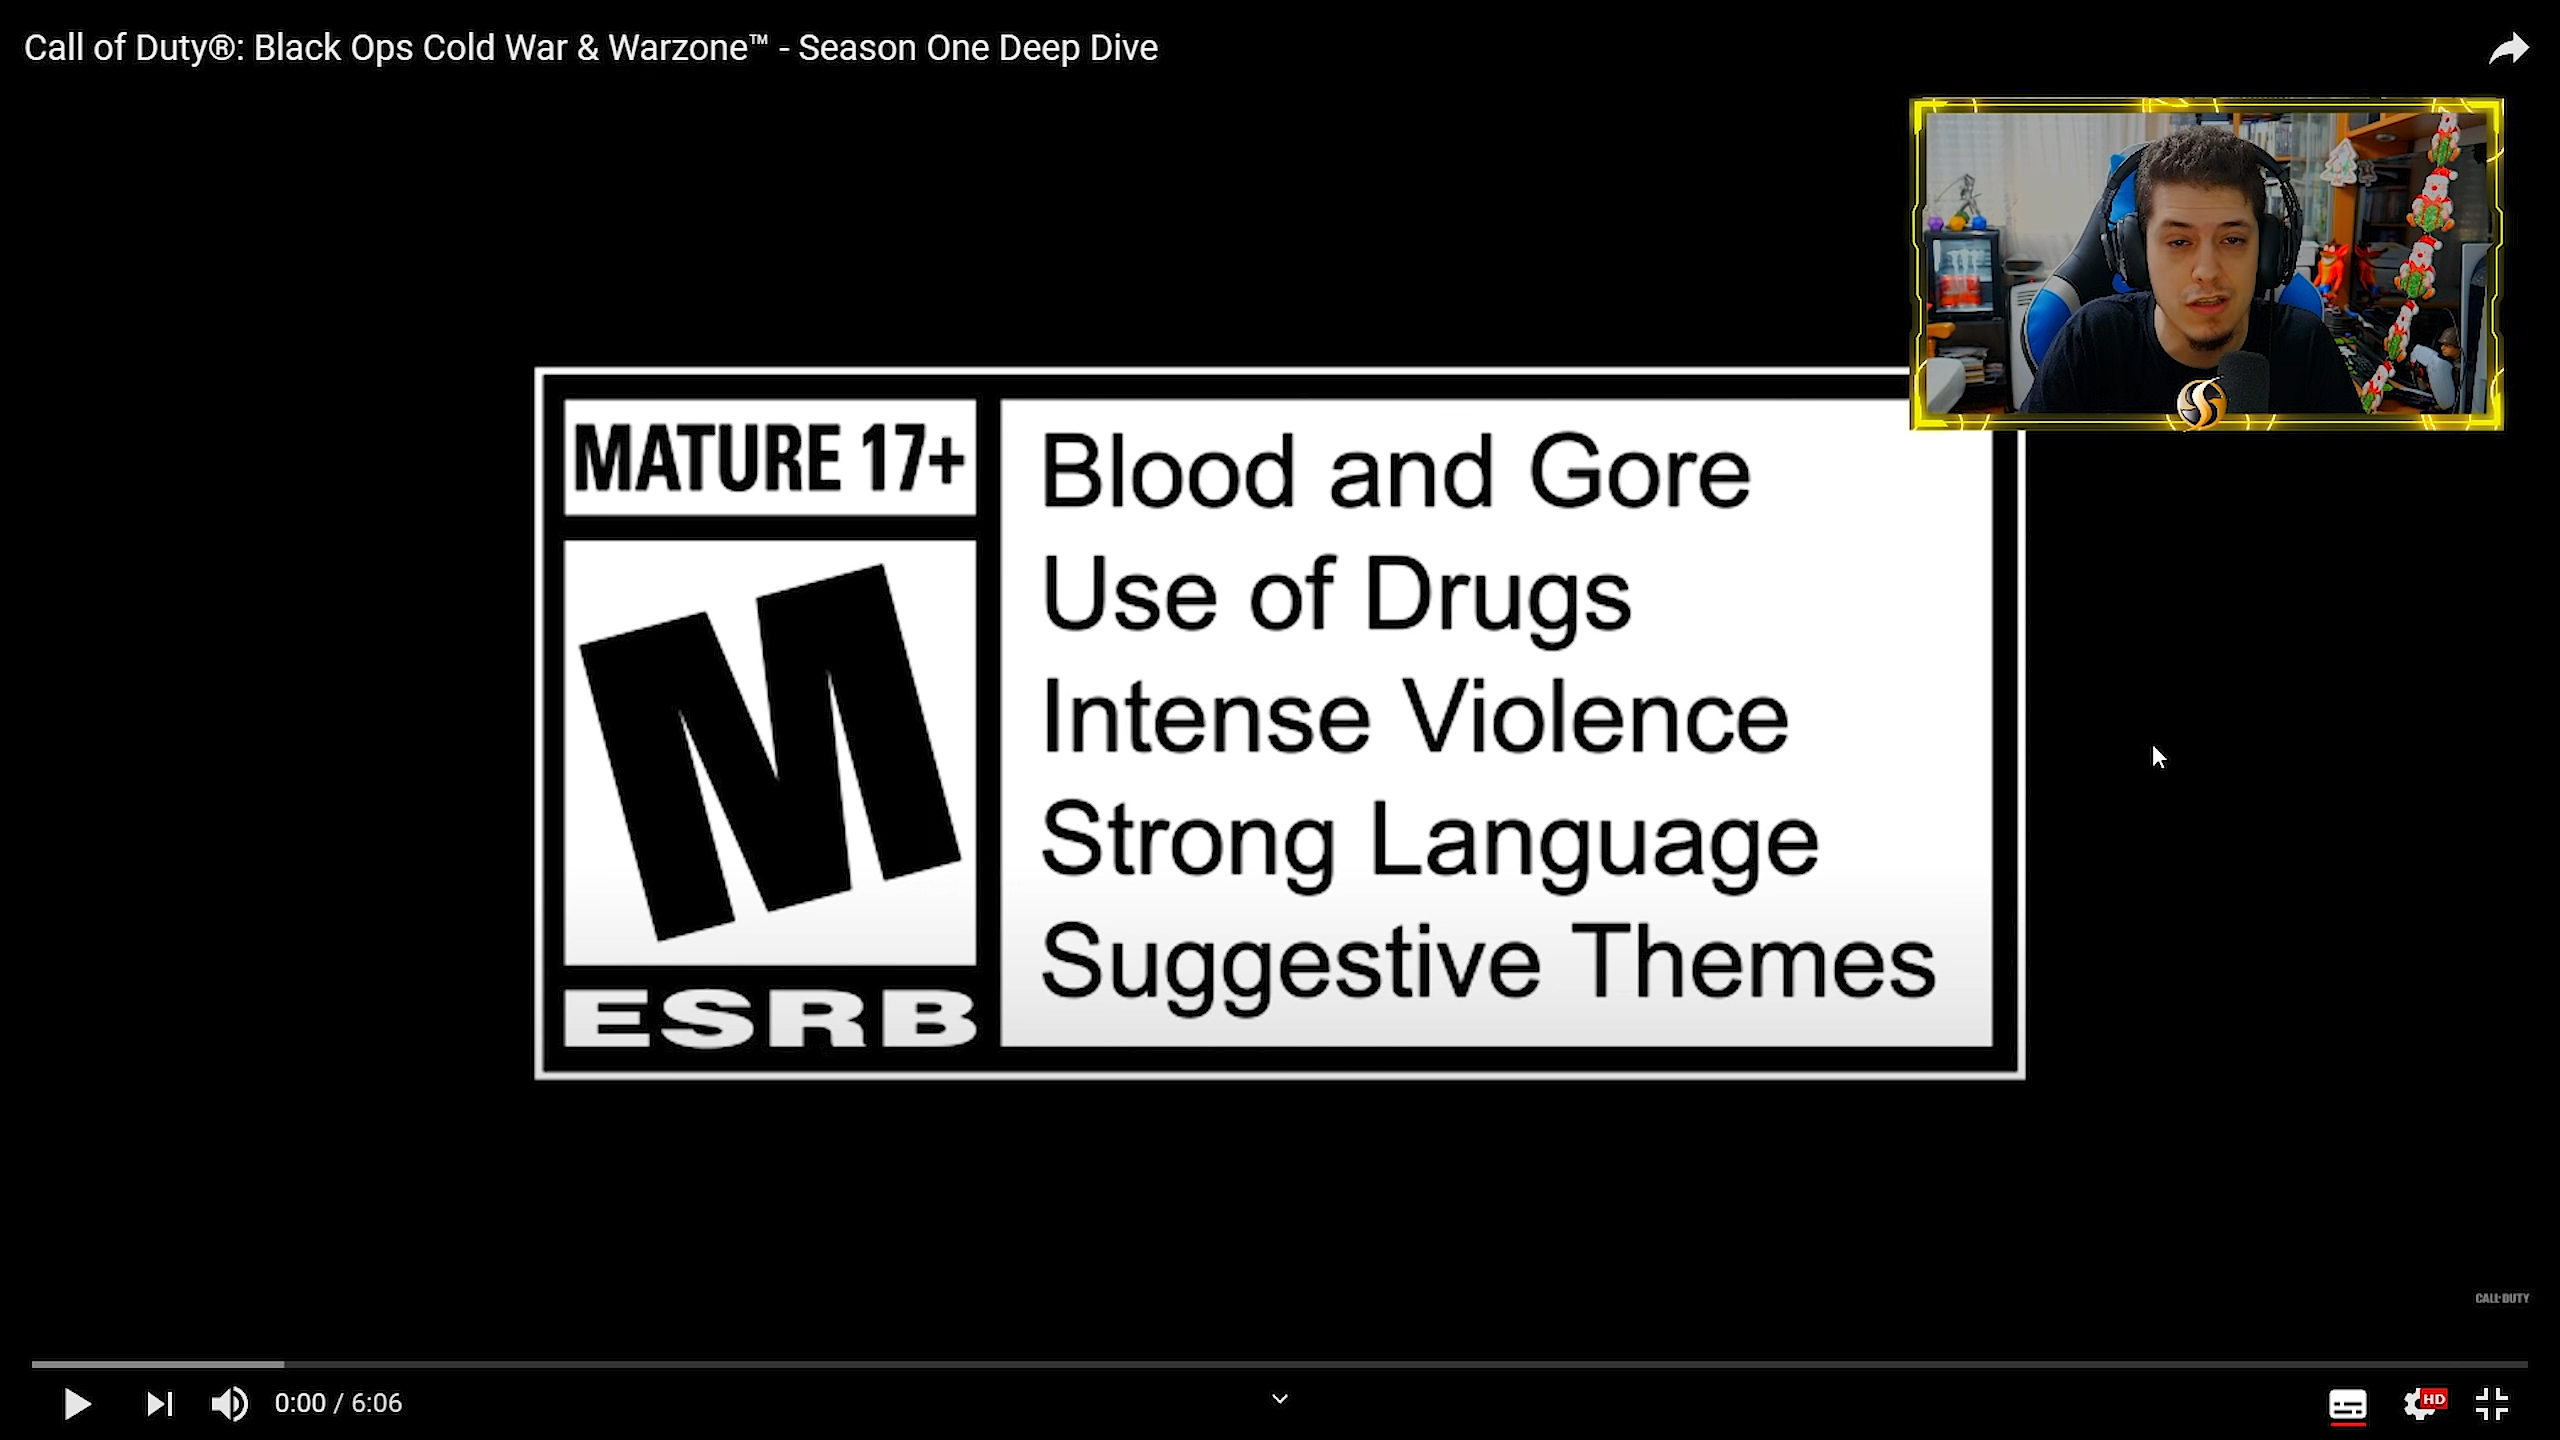 Call of Duty®: Black Ops Cold War & Warzone™ - Season One Deep Dive
MATURE 17+
M
ESRB
Blood and Gore
Use of Drugs
Intense Violence
Strong Language
Suggestive Themes
CALL OF DUTY
0:00 / 6:06
HD